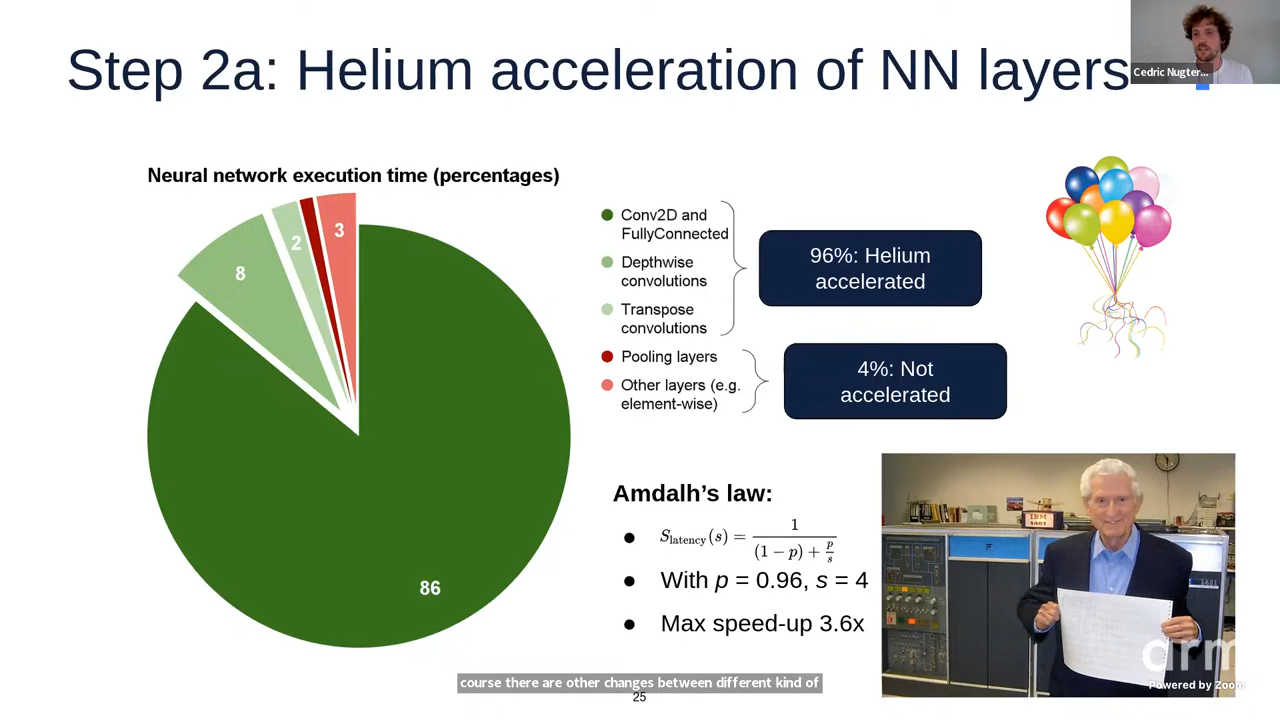 Step 2a: Helium acceleration of NN layers
Cedric Nugter...
Neural network execution time (percentages)
8
2
3
86
Conv2D and
FullyConnected
Depthwise
convolutions
Transpose
convolutions
Pooling layers
Other layers (e.g.
element-wise)
96%: Helium
accelerated
4%: Not
accelerated
Amdalh's law:
S_latency(s) = 1 / ((1 − p) + p/s)
With p = 0.96, s = 4
Max speed-up 3.6x
IBM
1401
arm
Powered by Zoom
course there are other changes between different kind of
25